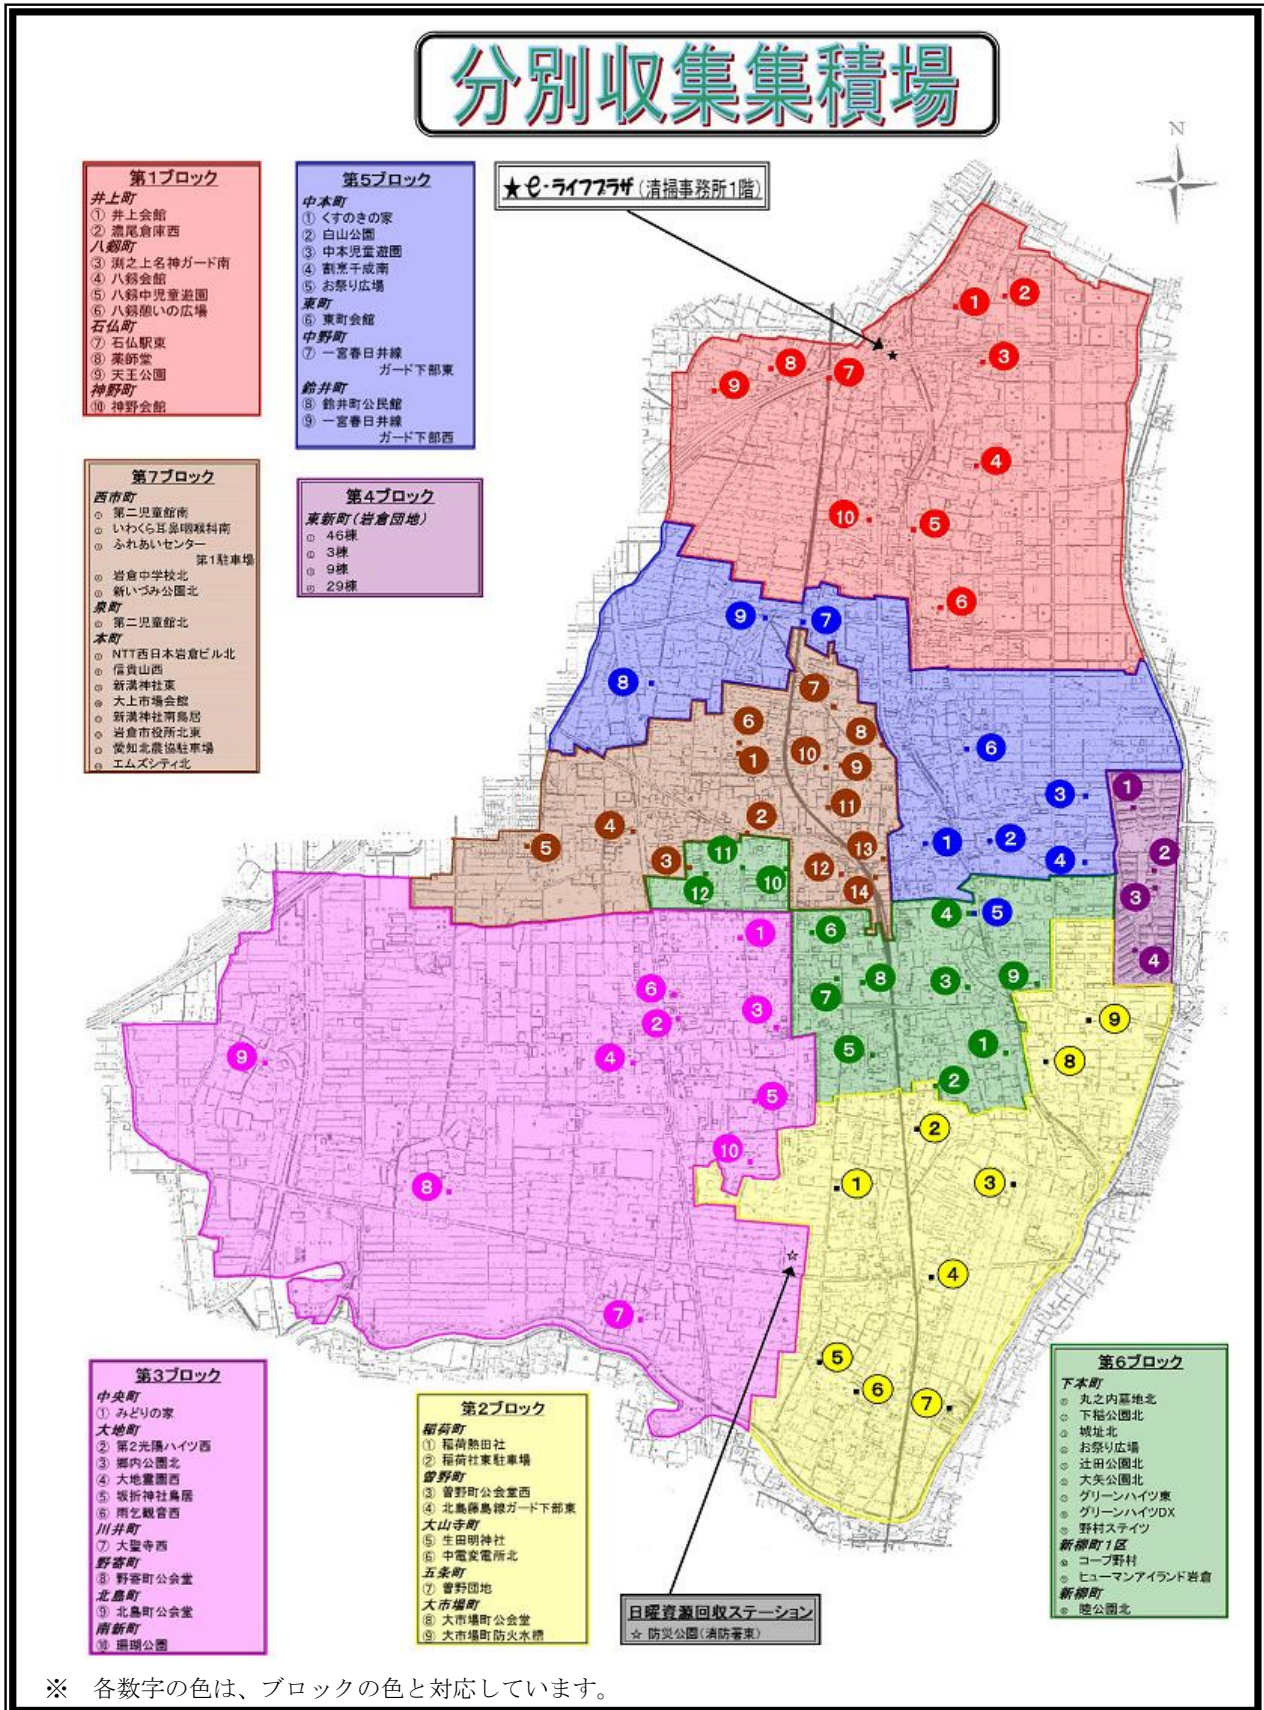 分別収集集積場
N
★e-ライフプラザ(清掃事務所1階)
第1ブロック
井上町
① 井上会館
② 濃尾倉庫西
八剱町
③ 渕之上名神ガード南
④ 八剱会館
⑤ 八剱中児童遊園
⑥ 八剱憩いの広場
石仏町
⑦ 石仏駅東
⑧ 薬師堂
⑨ 天王公園
神野町
⑩ 神野会館
第5ブロック
中本町
① くすのきの家
② 白山公園
③ 中本児童遊園
④ 割烹千成南
⑤ お祭り広場
東町
⑥ 東町会館
中野町
⑦ 一宮春日井線
ガード下部東
鈴井町
⑧ 鈴井町公民館
⑨ 一宮春日井線
ガード下部西
第7ブロック
西市町
第二児童館南
いわくら耳鼻咽喉科南
ふれあいセンター
第1駐車場
岩倉中学校北
新いづみ公園北
泉町
第二児童館北
本町
NTT西日本岩倉ビル北
信貴山西
新溝神社東
大上市場会館
新溝神社南鳥居
岩倉市役所北東
愛知北農協駐車場
エムズシティ北
第4ブロック
東新町(岩倉団地)
46棟
3棟
9棟
29棟
第3ブロック
中央町
① みどりの家
大地町
② 第2光陽ハイツ西
③ 郷内公園北
④ 大地霊園西
⑤ 坂折神社鳥居
⑥ 雨乞観音西
川井町
⑦ 大聖寺西
野寄町
⑧ 野寄町公会堂
北島町
⑨ 北島町公会堂
南新町
⑩ 珊瑚公園
第2ブロック
稲荷町
① 稲荷熱田社
② 稲荷社東駐車場
曽野町
③ 曽野町公会堂西
④ 北島藤島線ガード下部東
大山寺町
⑤ 生田明神社
⑥ 中電変電所北
五条町
⑦ 曽野団地
大市場町
⑧ 大市場町公会堂
⑨ 大市場町防火水槽
日曜資源回収ステーション
☆ 防災公園(消防署東)
第6ブロック
下本町
丸之内墓地北
下稲公園北
城址北
お祭り広場
辻田公園北
大矢公園北
グリーンハイツ東
グリーンハイツDX
野村ステイツ
新柳町1区
コープ野村
ヒューマンアイランド岩倉
新柳町
睦公園北
※ 各数字の色は、ブロックの色と対応しています。